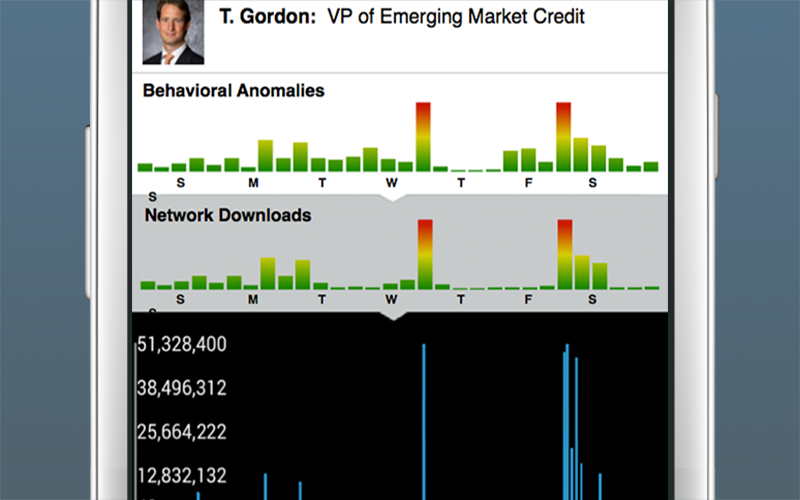 T. Gordon: VP of Emerging Market Credit
Behavioral Anomalies
S M T W T F S
S
Network Downloads
S M T W T F S
51,328,400
38,496,312
25,664,222
12,832,132